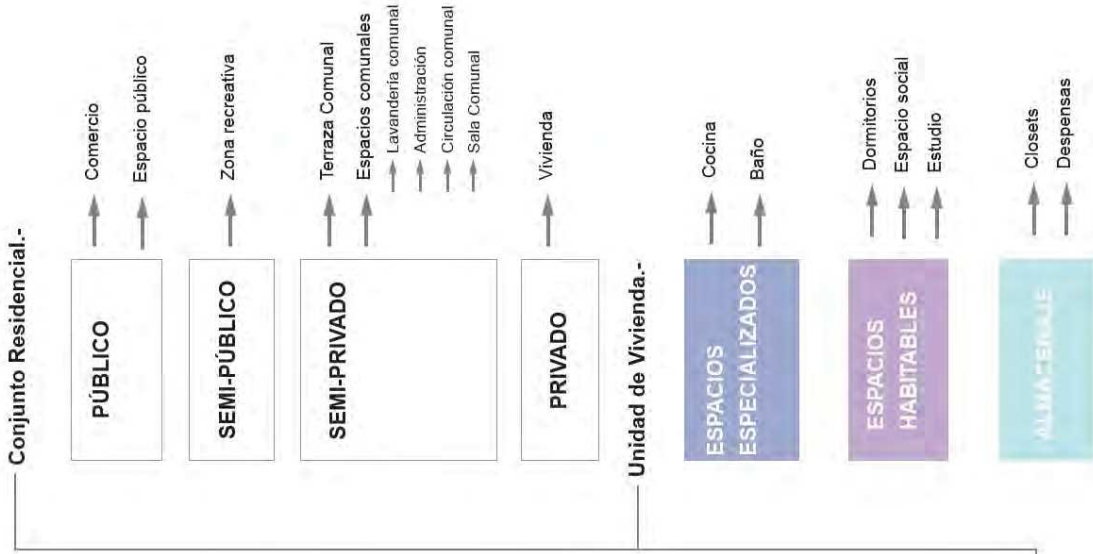 Conjunto Residencial.-
PÚBLICO
Comercio
Espacio público
SEMI-PÚBLICO
Zona recreativa
SEMI-PRIVADO
Terraza Comunal
Espacios comunales
Lavandería comunal
Administración
Circulación comunal
Sala Comunal
PRIVADO
Vivienda
Unidad de Vivienda.-
ESPACIOS
ESPECIALIZADOS
Cocina
Baño
ESPACIOS
HABITABLES
Dormitorios
Espacio social
Estudio
ALMACENAJE
Closets
Despensas